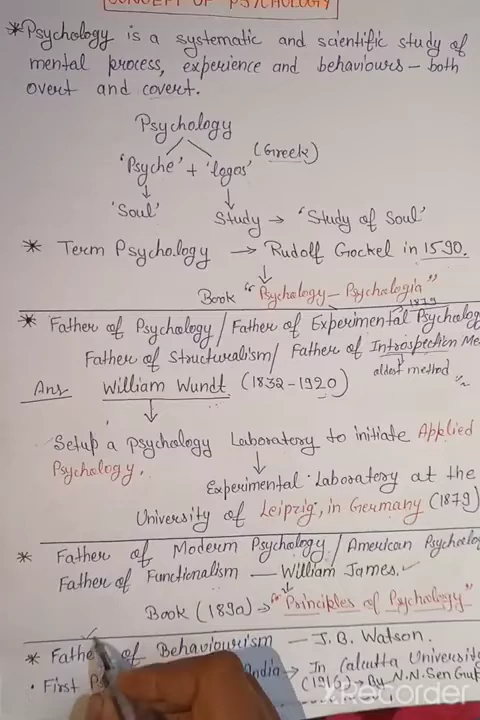 CONCEPT OF PSYCHOLOGY
* Psychology is a systematic and scientific study of
mental process, experience and behaviours - both
overt and covert.
Psychology
'Psyche' + 'logos' (Greek)
'Soul' Study → "Study of Soul"
* Term Psychology → Rudolf Gockel in 1590.
Book "Psychology - Psychologia"
1879
* Father of Psychology / Father of Experimental Psycholog
Father of Structuralism / Father of Introspection Me
oldest method
Ans William Wundt (1832-1920)
Setup a Psychology Laboratory to initiate Applied
Psychology.
Experimental Laboratory at the
University of Leipzig, in Germany (1879)
* Father of Modern Psychology / American Psycholo
Father of Functionalism — William James.
Book (1890) → "Principles of Psychology"
* Father of Behaviourism — J.B. Watson.
• First India → In Calcutta Universit
(1916) → By N.N. Sen Gup
XRecorder